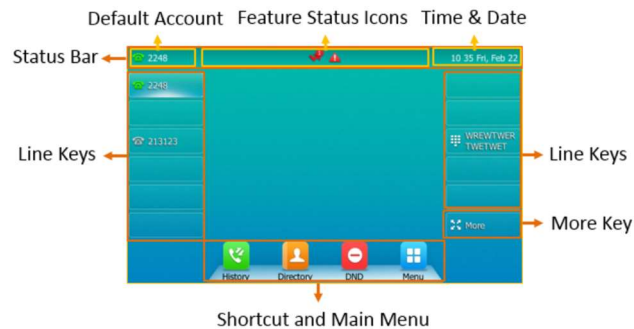 Default Account Feature Status Icons Time & Date
Status Bar 2248 10 35 Fri, Feb 22
2248
213123 WREWTWER
TWETWET
Line Keys Line Keys
More More Key
History Directory DND Menu
Shortcut and Main Menu